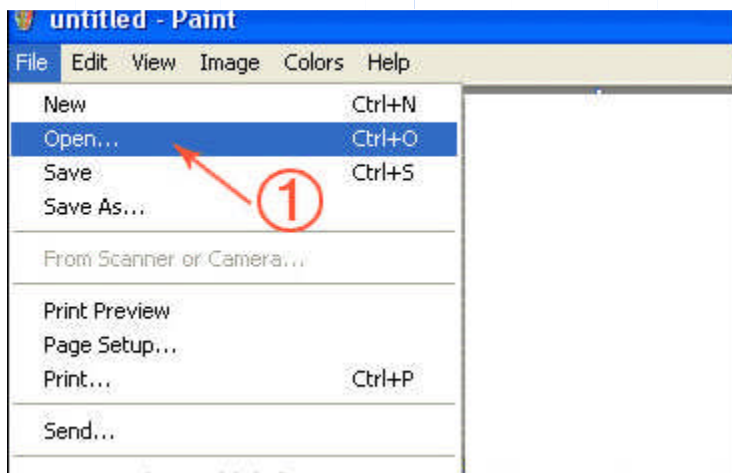 untitled - Paint
File Edit View Image Colors Help
New Ctrl+N
Open... Ctrl+O
Save Ctrl+S
Save As...
From Scanner or Camera...
Print Preview
Page Setup...
Print... Ctrl+P
Send...
1